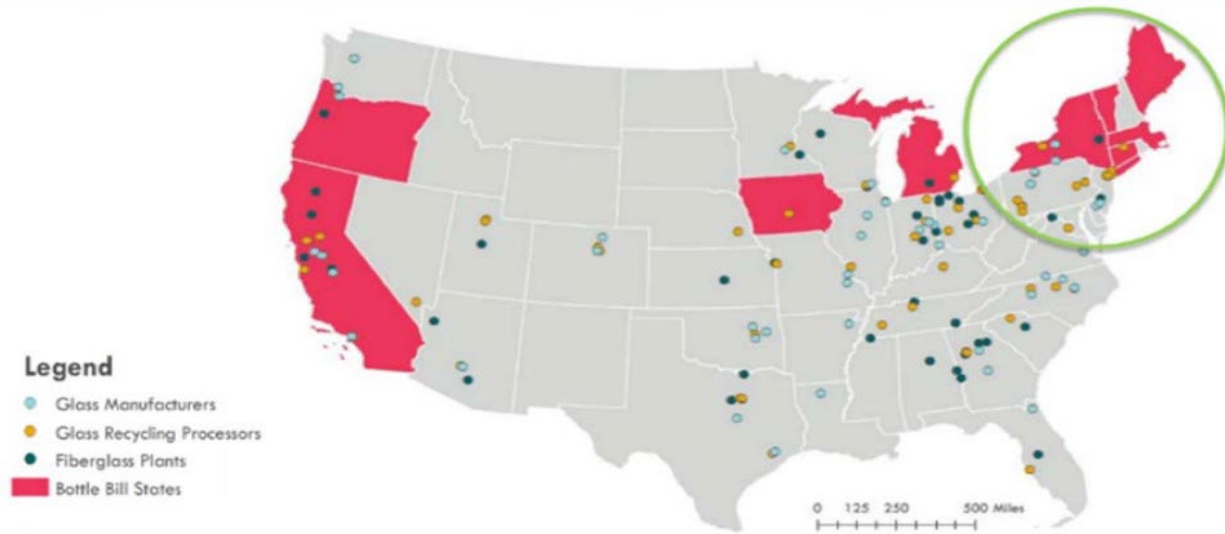 Legend
Glass Manufacturers
Glass Recycling Processors
Fiberglass Plants
Bottle Bill States
0 125 250 500 Miles